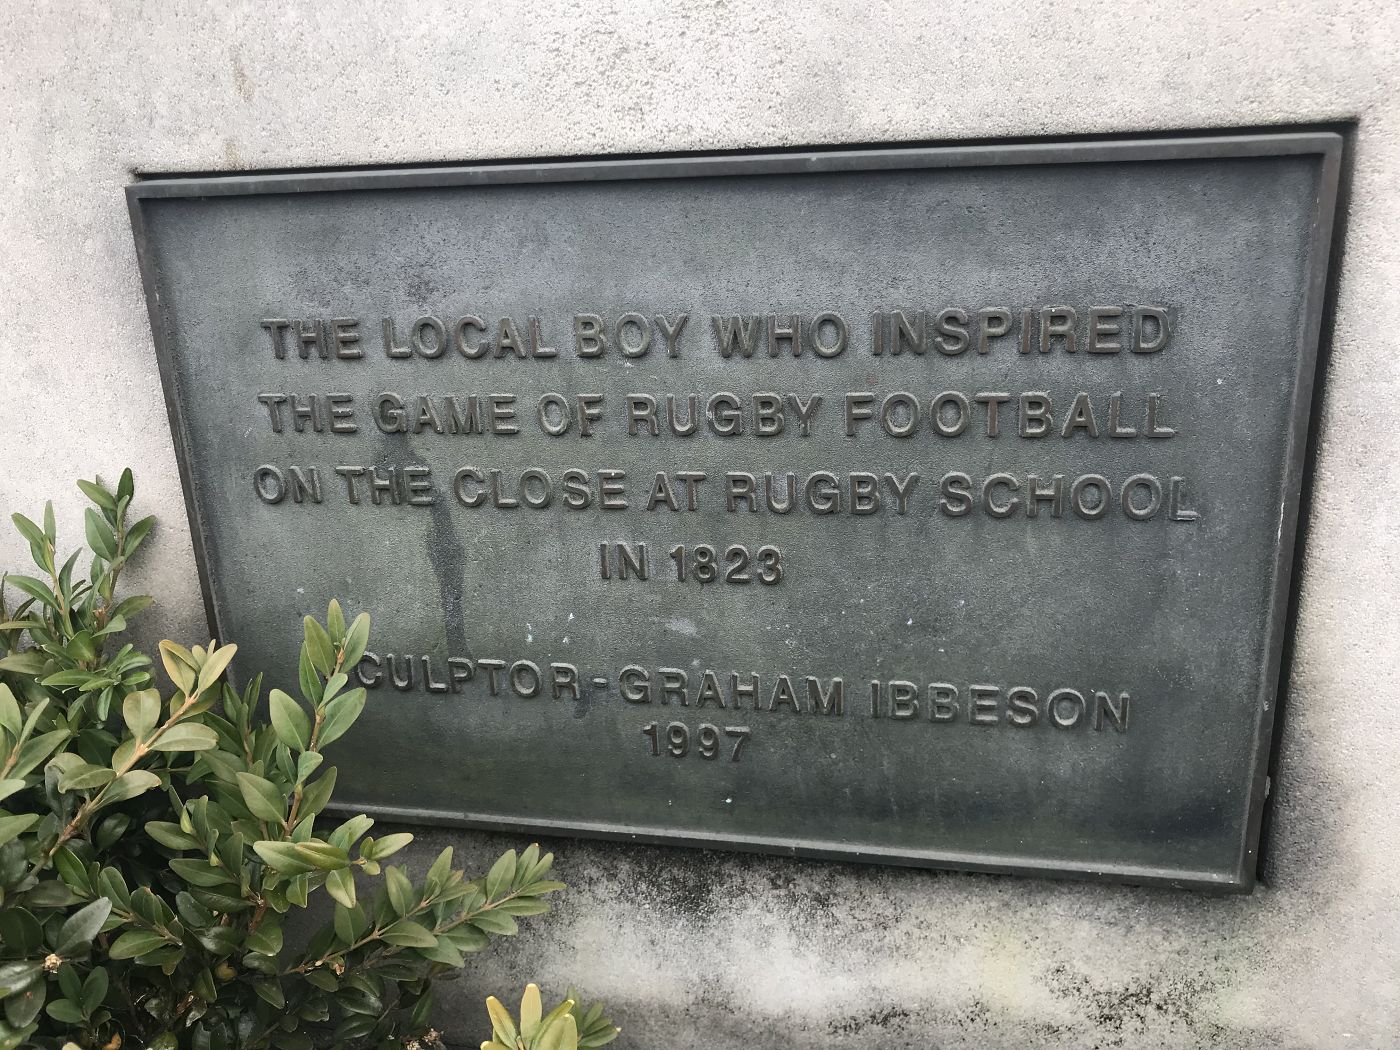 THE LOCAL BOY WHO INSPIRED
THE GAME OF RUGBY FOOTBALL
ON THE CLOSE AT RUGBY SCHOOL
IN 1823
SCULPTOR-GRAHAM IBBESON
1997